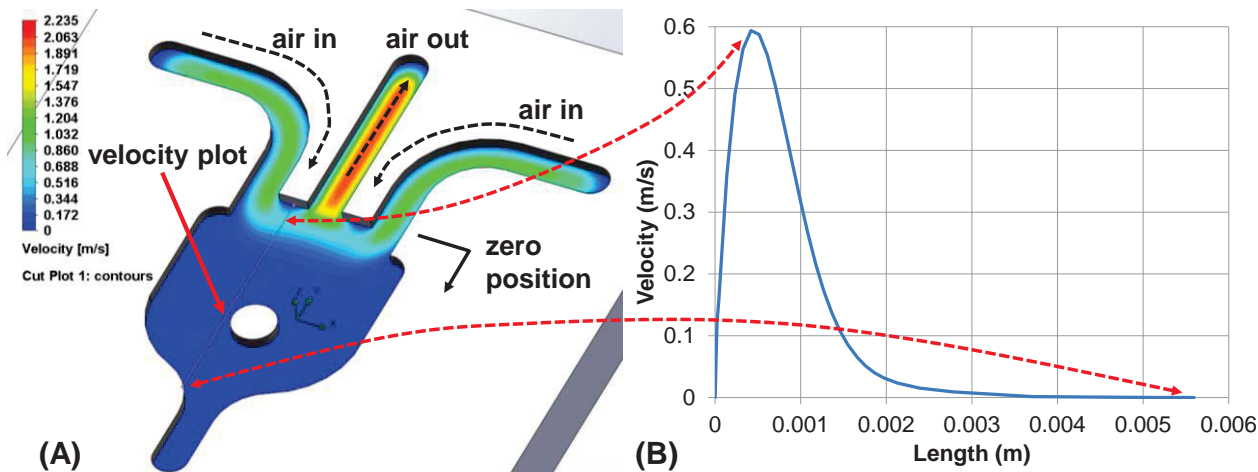 2.235
2.063
1.891
1.719
1.547
1.376
1.204
1.032
0.860
0.688
0.516
0.344
0.172
0
Velocity [m/s]
Cut Plot 1: contours
air in
air out
air in
velocity plot
zero
position
(A)
0.6
0.5
0.4
0.3
0.2
0.1
0
Velocity (m/s)
0
0.001
0.002
0.003
0.004
0.005
0.006
Length (m)
(B)